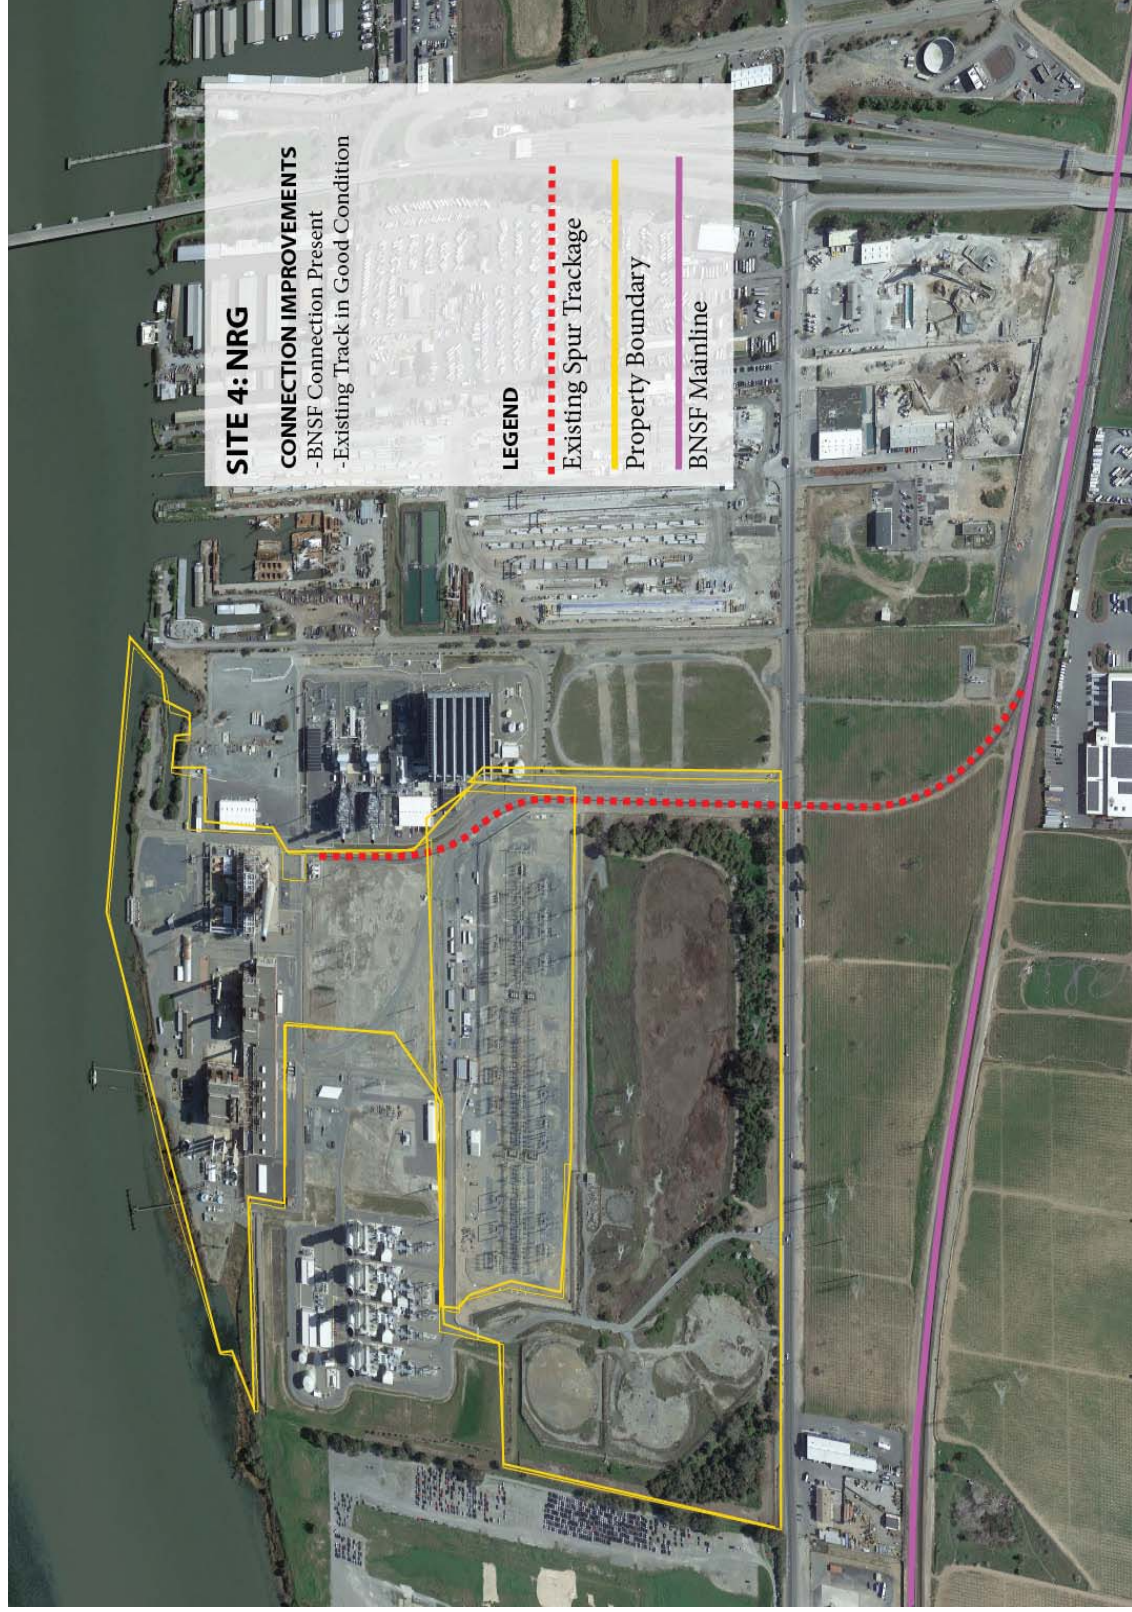 SITE 4: NRG
CONNECTION IMPROVEMENTS
-BNSF Connection Present
-Existing Track in Good Condition
LEGEND
Existing Spur Trackage
Property Boundary
BNSF Mainline